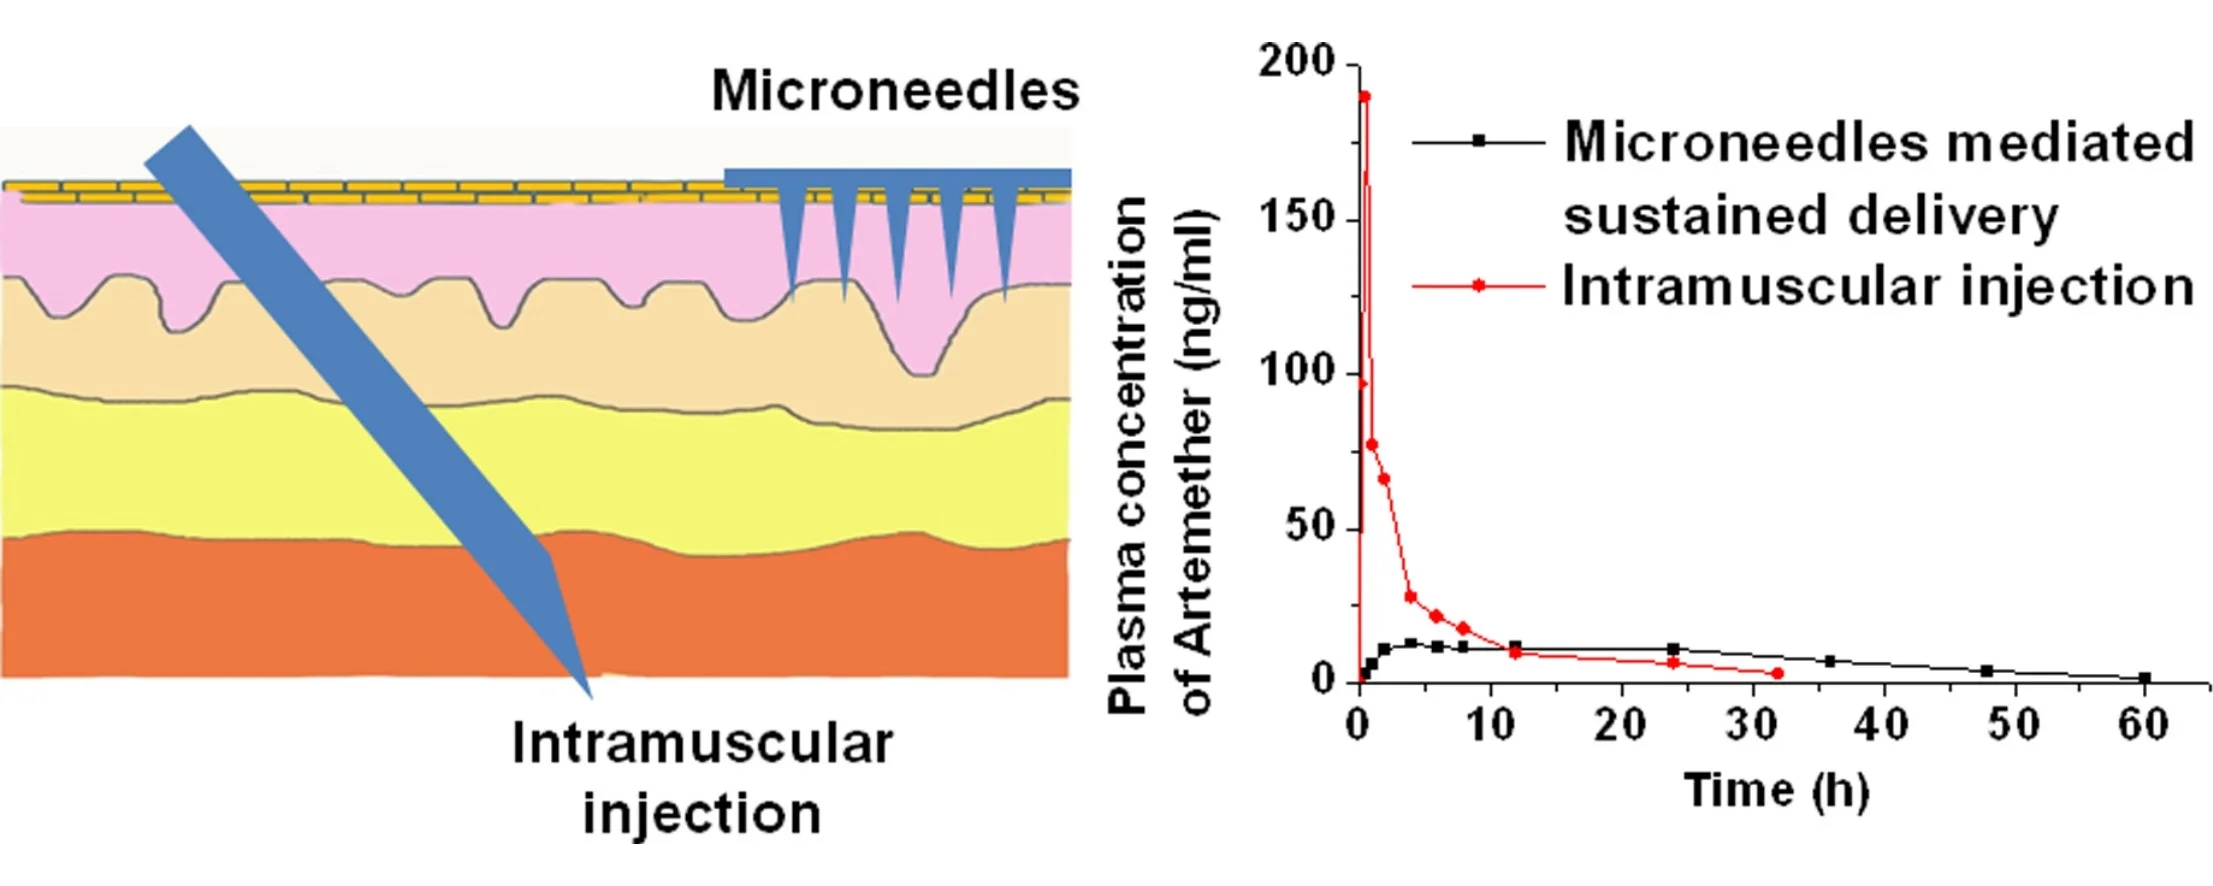 Microneedles
Intramuscular
injection
Plasma concentration
of Artemether (ng/ml)
200
150
100
50
0
Microneedles mediated
sustained delivery
Intramuscular injection
0 10 20 30 40 50 60
Time (h)